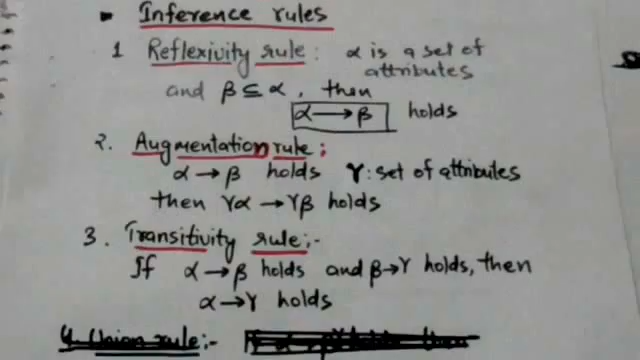 Inference rules
1 Reflexivity rule: α is a set of
attributes
and β ⊆ α, then
α → β holds
2. Augmentation rule:
α → β holds γ: set of attributes
then γα → γβ holds
3. Transitivity rule:-
If α → β holds and β→γ holds, then
α → γ holds
4. Union rule:-